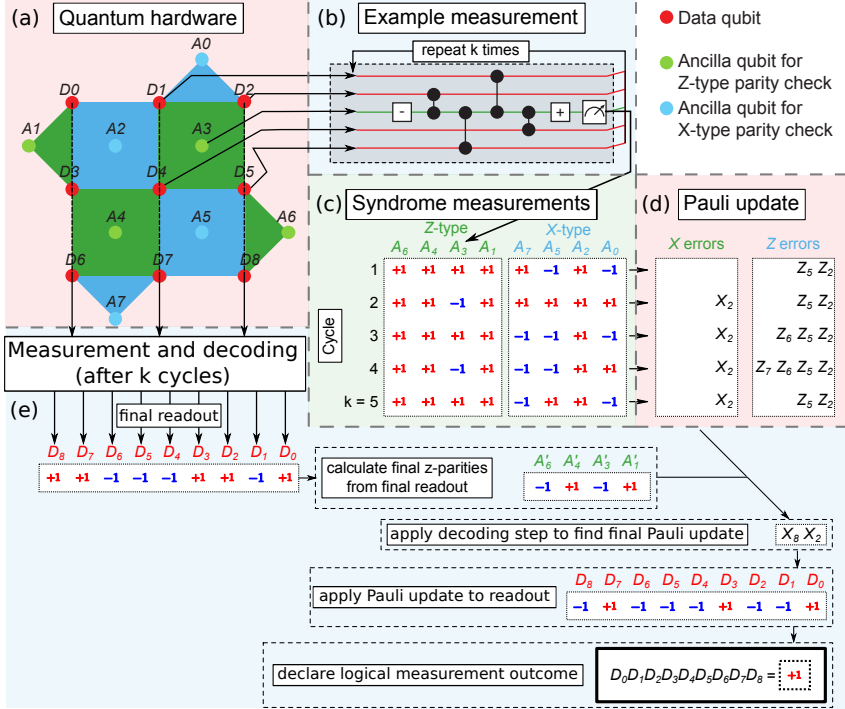 (a)
Quantum hardware
A0
D0
D1
D2
A1
A2
A3
D3
D4
D5
A4
A5
A6
D6
D7
D8
A7
(b)
Example measurement
repeat k times
-
+
Data qubit
Ancilla qubit for
Z-type parity check
Ancilla qubit for
X-type parity check
(c)
Syndrome measurements
Z-type X-type
A6 A4 A3 A1 A7 A5 A2 A0
Cycle
1 +1 +1 +1 +1 +1 −1 +1 −1
2 +1 +1 −1 +1 +1 +1 +1 +1
3 +1 +1 +1 +1 −1 −1 +1 −1
4 +1 +1 −1 +1 −1 −1 +1 +1
k = 5 +1 +1 +1 +1 −1 +1 +1 −1
(d)
Pauli update
X errors Z errors
Z5 Z2
X2 Z5 Z2
X2 Z6 Z5 Z2
X2 Z7 Z6 Z5 Z2
X2 Z5 Z2
Measurement and decoding
(after k cycles)
(e)
final readout
D8 D7 D6 D5 D4 D3 D2 D1 D0
+1 +1 −1 −1 −1 +1 +1 −1 +1
calculate final z-parities
from final readout
A'6 A'4 A'3 A'1
−1 +1 −1 +1
apply decoding step to find final Pauli update
X8 X2
apply Pauli update to readout
D8 D7 D6 D5 D4 D3 D2 D1 D0
−1 +1 −1 −1 −1 +1 −1 −1 +1
declare logical measurement outcome
D0D1D2D3D4D5D6D7D8 = +1